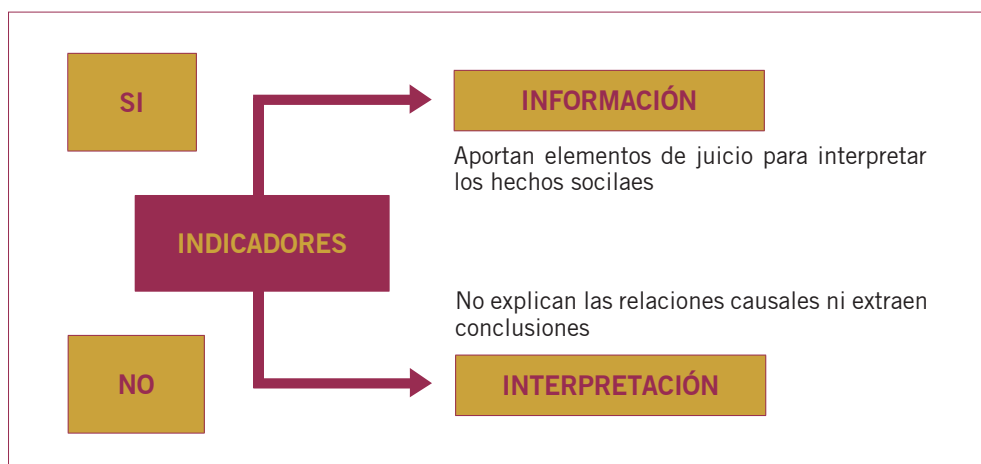 SI
INFORMACIÓN
Aportan elementos de juicio para interpretar
los hechos socilaes
INDICADORES
No explican las relaciones causales ni extraen
conclusiones
NO
INTERPRETACIÓN